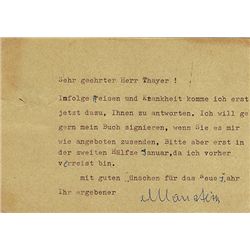 Sehr geehrter Herr Thayer !
Infolge Reisen und Krankheit komme ich erst
jetzt dazu, Ihnen zu antworten. Ich will ge
gern mein Buch signieren, wenn Sie es mir
wie angeboten zusenden. Bitte aber erst in
der zweiten Hälfte Januar, da ich vorher
verreist bin.
mit guten Wünschen für das Neue Jahr
Ihr ergebener
Manstein